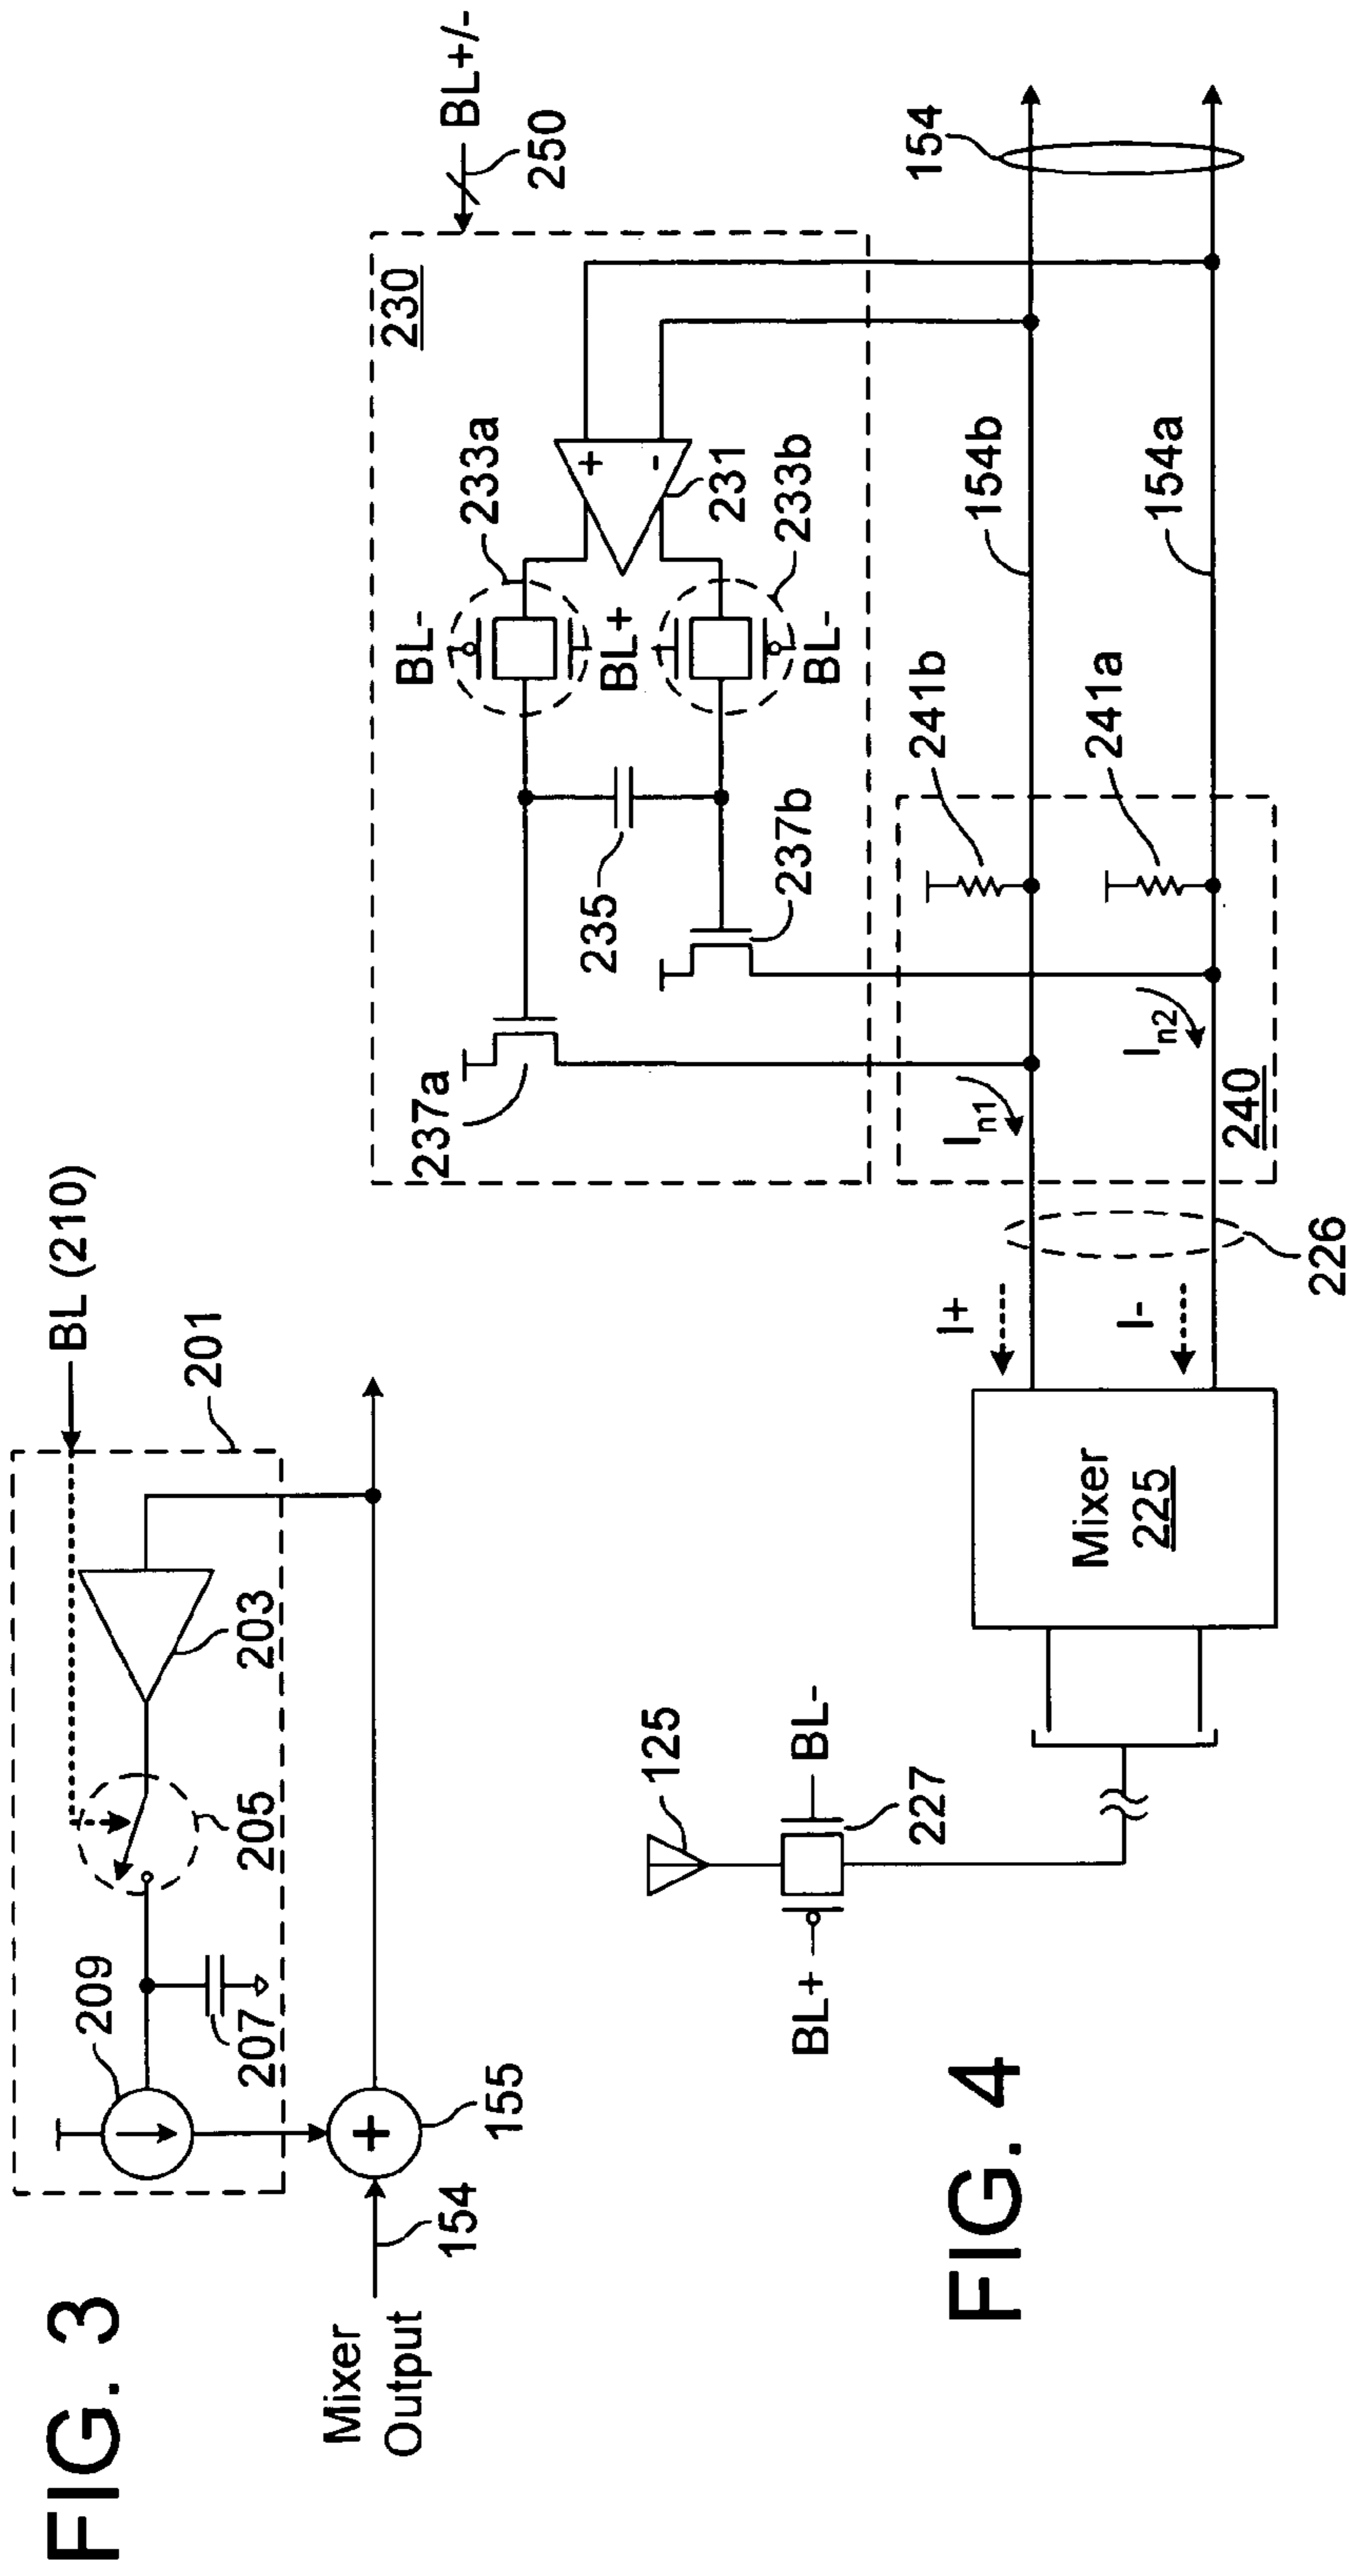 FIG. 3
BL (210)
201
209
205
203
207
155
154
Mixer
Output
FIG. 4
BL+/-
250
230
233a
BL-
+
-
231
BL+
233b
BL-
235
237a
237b
154
154b
154a
241b
241a
In1
In2
240
226
I+
I-
Mixer
225
125
BL+
BL-
227
+